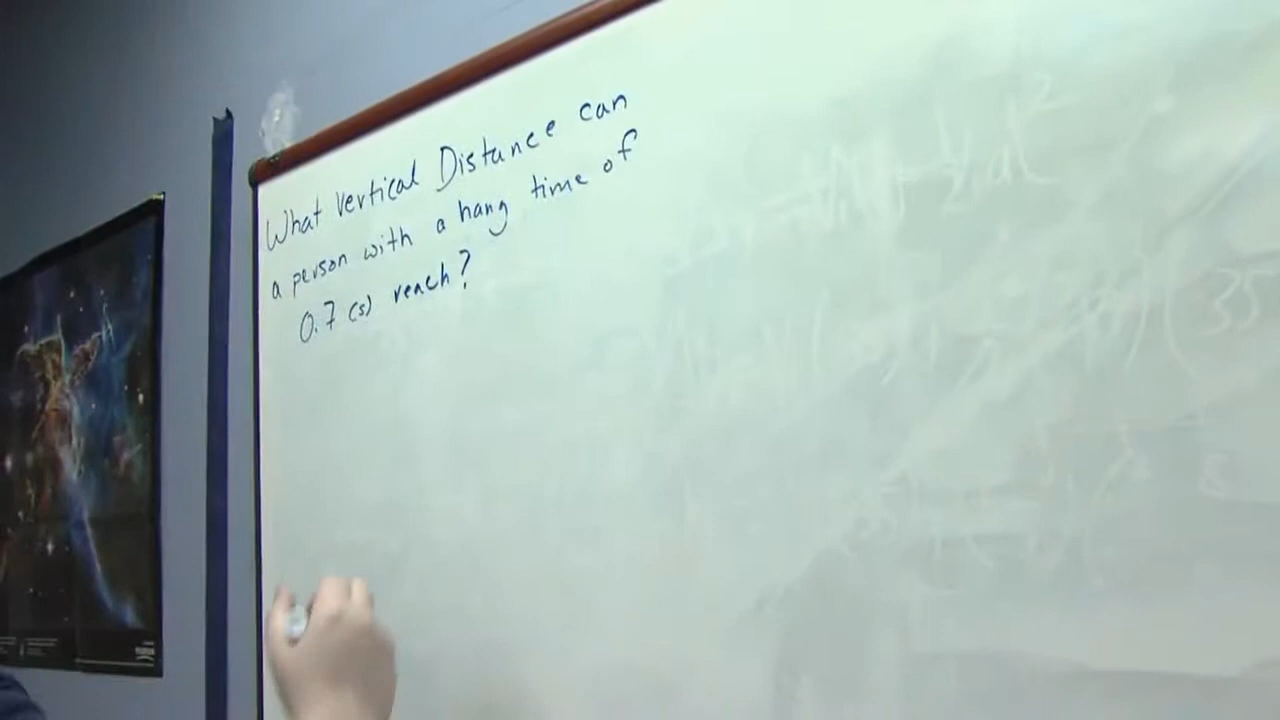 What Vertical Distance can
a person with a hang time of
0.7 (s) reach?